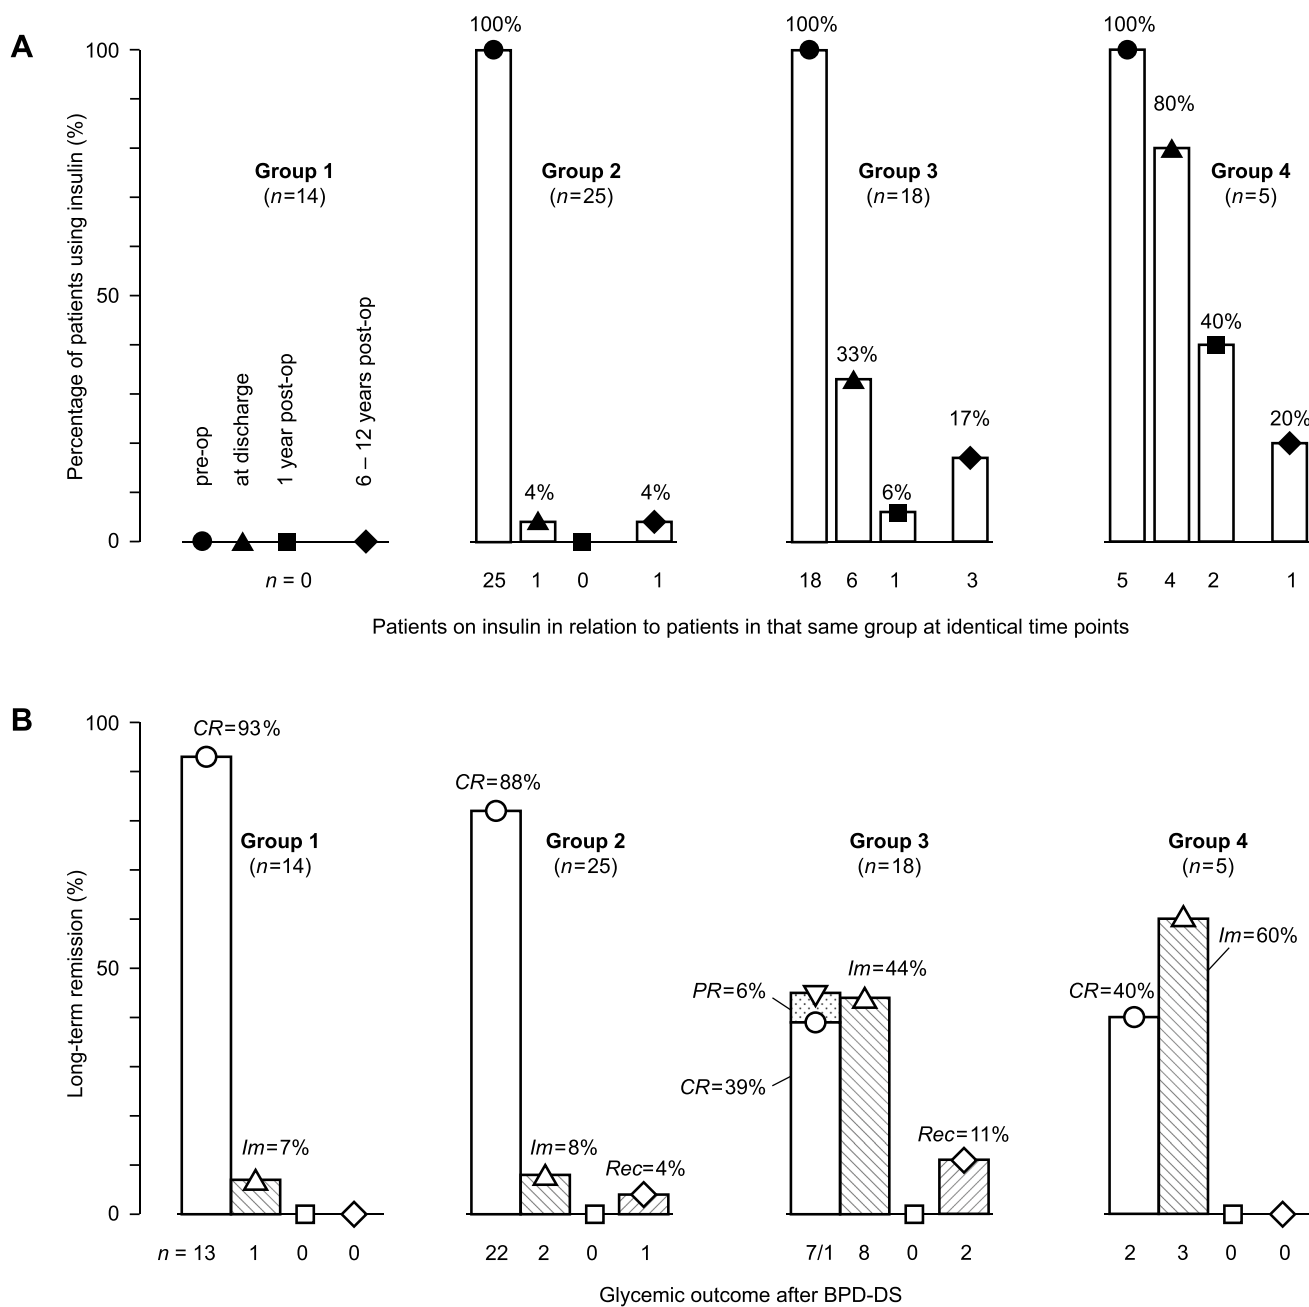 A
Percentage of patients using insulin (%)
100
50
0
100%
100%
100%
80%
Group 1
(n=14)
Group 2
(n=25)
Group 3
(n=18)
Group 4
(n=5)
pre-op
at discharge
1 year post-op
6 – 12 years post-op
4%
4%
33%
6%
17%
40%
20%
n = 0
25 1 0 1
18 6 1 3
5 4 2 1
Patients on insulin in relation to patients in that same group at identical time points
B
Long-term remission (%)
100
50
0
CR=93%
CR=88%
Group 1
(n=14)
Group 2
(n=25)
Group 3
(n=18)
Group 4
(n=5)
Im=7%
Im=8%
Rec=4%
PR=6%
CR=39%
Im=44%
Rec=11%
CR=40%
Im=60%
n = 13 1 0 0
22 2 0 1
7/1 8 0 2
2 3 0 0
Glycemic outcome after BPD-DS